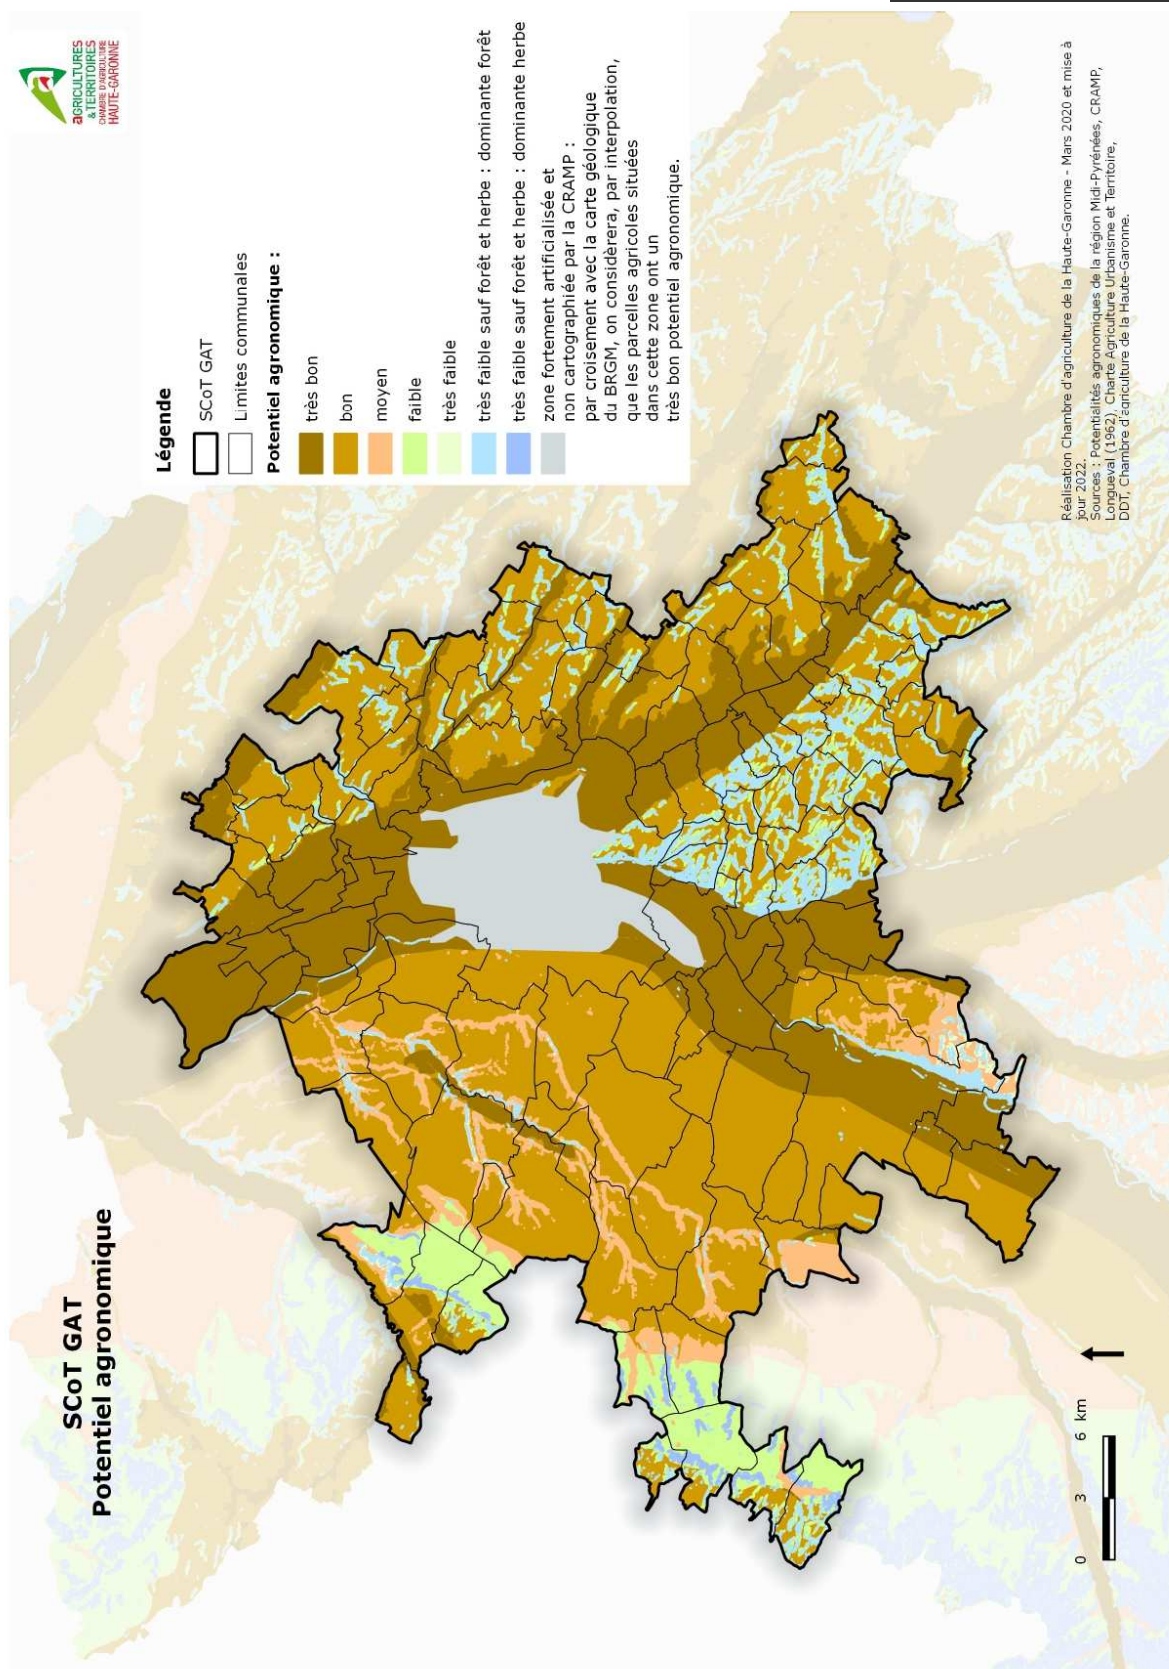 SCoT GAT
Potentiel agronomique
aGRICULTURES
& TERRITOIRES
CHAMBRE D'AGRICULTURE
HAUTE-GARONNE
Légende
SCoT GAT
Limites communales
Potentiel agronomique :
très bon
bon
moyen
faible
très faible
très faible sauf forêt et herbe : dominante forêt
très faible sauf forêt et herbe : dominante herbe
zone fortement artificialisée et
non cartographiée par la CRAMP :
par croisement avec la carte géologique
du BRGM, on considèrera, par interpolation,
que les parcelles agricoles situées
dans cette zone ont un
très bon potentiel agronomique.
0 3 6 km
Réalisation Chambre d'agriculture de la Haute-Garonne - Mars 2020 et mise à
jour 2022.
Sources : Potentialités agronomiques de la région Midi-Pyrénées, CRAMP,
Longueval (1962), Charte Agriculture Urbanisme et Territoire,
DDT, Chambre d'agriculture de la Haute-Garonne.